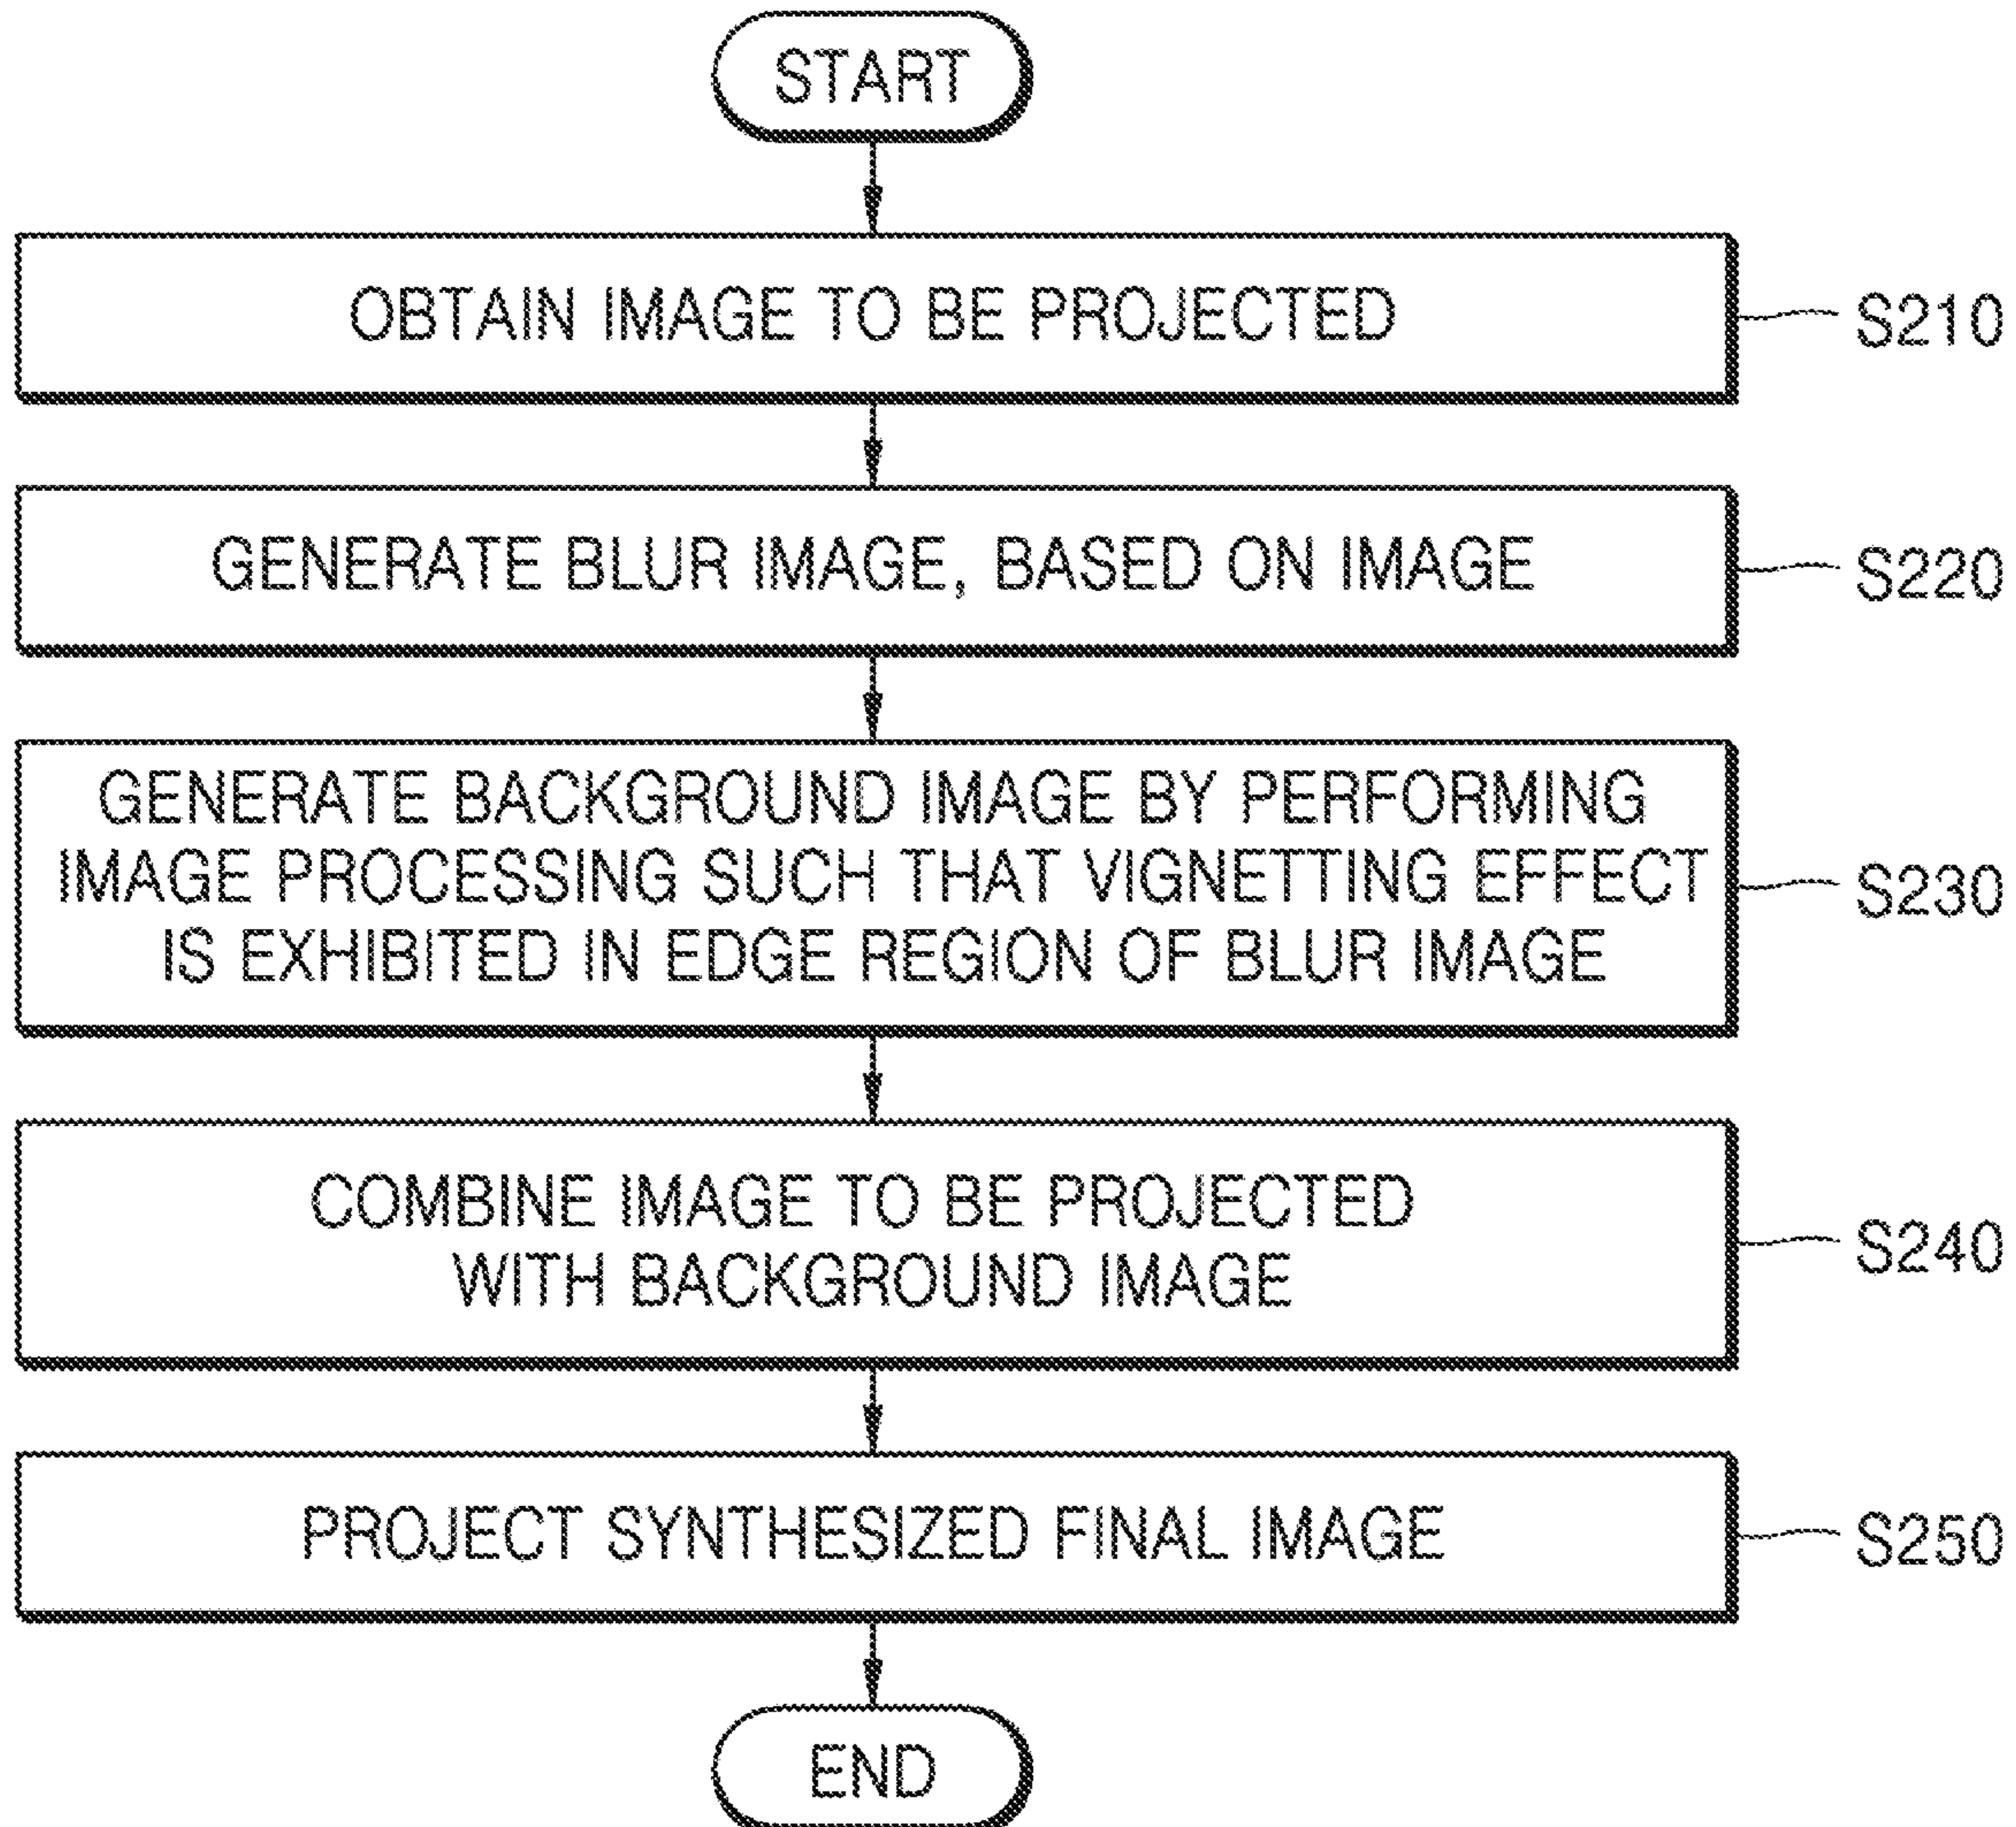 START
OBTAIN IMAGE TO BE PROJECTED
S210
GENERATE BLUR IMAGE, BASED ON IMAGE
S220
GENERATE BACKGROUND IMAGE BY PERFORMING
IMAGE PROCESSING SUCH THAT VIGNETTING EFFECT
IS EXHIBITED IN EDGE REGION OF BLUR IMAGE
S230
COMBINE IMAGE TO BE PROJECTED
WITH BACKGROUND IMAGE
S240
PROJECT SYNTHESIZED FINAL IMAGE
S250
END